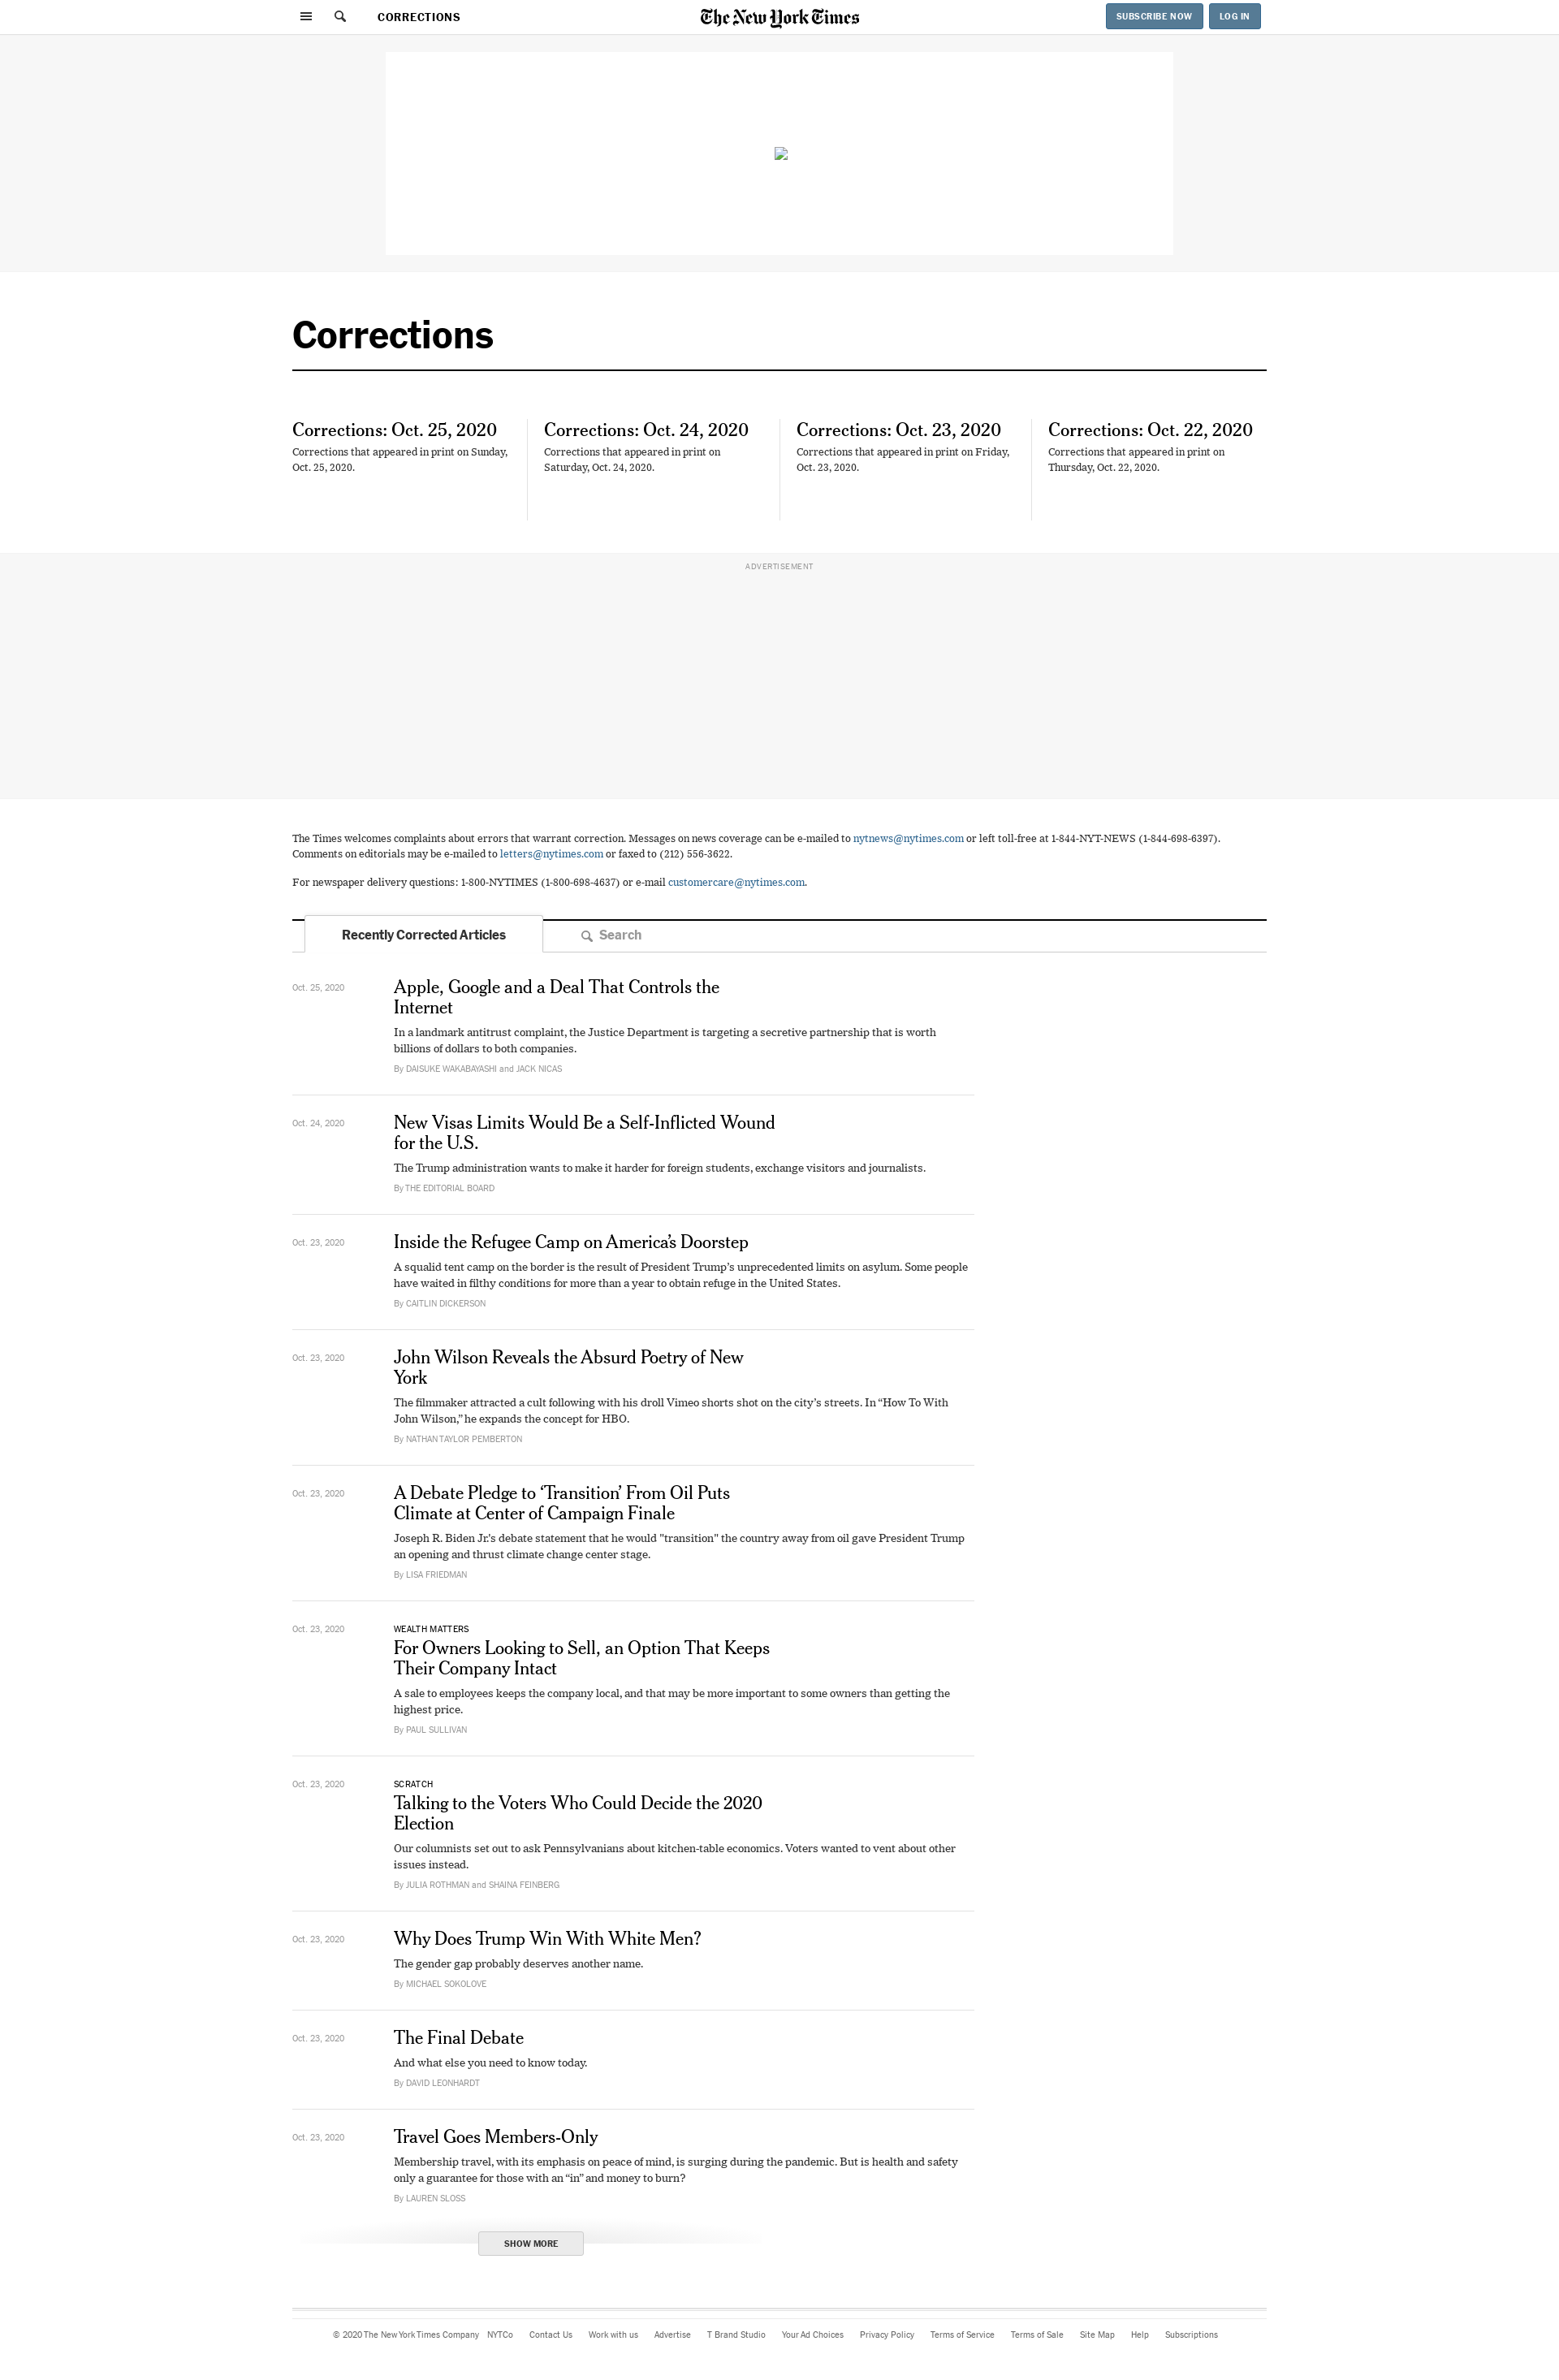 CORRECTIONS
The New York Times
SUBSCRIBE NOW
LOG IN
Corrections
Corrections: Oct. 25, 2020
Corrections that appeared in print on Sunday,
Oct. 25, 2020.
Corrections: Oct. 24, 2020
Corrections that appeared in print on
Saturday, Oct. 24, 2020.
Corrections: Oct. 23, 2020
Corrections that appeared in print on Friday,
Oct. 23, 2020.
Corrections: Oct. 22, 2020
Corrections that appeared in print on
Thursday, Oct. 22, 2020.
ADVERTISEMENT
The Times welcomes complaints about errors that warrant correction. Messages on news coverage can be e-mailed to nytnews@nytimes.com or left toll-free at 1-844-NYT-NEWS (1-844-698-6397).
Comments on editorials may be e-mailed to letters@nytimes.com or faxed to (212) 556-3622.
For newspaper delivery questions: 1-800-NYTIMES (1-800-698-4637) or e-mail customercare@nytimes.com.
Recently Corrected Articles
Search
Oct. 25, 2020
Apple, Google and a Deal That Controls the
Internet
In a landmark antitrust complaint, the Justice Department is targeting a secretive partnership that is worth
billions of dollars to both companies.
By DAISUKE WAKABAYASHI and JACK NICAS
Oct. 24, 2020
New Visas Limits Would Be a Self-Inflicted Wound
for the U.S.
The Trump administration wants to make it harder for foreign students, exchange visitors and journalists.
By THE EDITORIAL BOARD
Oct. 23, 2020
Inside the Refugee Camp on America’s Doorstep
A squalid tent camp on the border is the result of President Trump’s unprecedented limits on asylum. Some people
have waited in filthy conditions for more than a year to obtain refuge in the United States.
By CAITLIN DICKERSON
Oct. 23, 2020
John Wilson Reveals the Absurd Poetry of New
York
The filmmaker attracted a cult following with his droll Vimeo shorts shot on the city’s streets. In “How To With
John Wilson,” he expands the concept for HBO.
By NATHAN TAYLOR PEMBERTON
Oct. 23, 2020
A Debate Pledge to ‘Transition’ From Oil Puts
Climate at Center of Campaign Finale
Joseph R. Biden Jr.'s debate statement that he would "transition" the country away from oil gave President Trump
an opening and thrust climate change center stage.
By LISA FRIEDMAN
Oct. 23, 2020
WEALTH MATTERS
For Owners Looking to Sell, an Option That Keeps
Their Company Intact
A sale to employees keeps the company local, and that may be more important to some owners than getting the
highest price.
By PAUL SULLIVAN
Oct. 23, 2020
SCRATCH
Talking to the Voters Who Could Decide the 2020
Election
Our columnists set out to ask Pennsylvanians about kitchen-table economics. Voters wanted to vent about other
issues instead.
By JULIA ROTHMAN and SHAINA FEINBERG
Oct. 23, 2020
Why Does Trump Win With White Men?
The gender gap probably deserves another name.
By MICHAEL SOKOLOVE
Oct. 23, 2020
The Final Debate
And what else you need to know today.
By DAVID LEONHARDT
Oct. 23, 2020
Travel Goes Members-Only
Membership travel, with its emphasis on peace of mind, is surging during the pandemic. But is health and safety
only a guarantee for those with an “in” and money to burn?
By LAUREN SLOSS
SHOW MORE
© 2020 The New York Times Company NYTCo Contact Us Work with us Advertise T Brand Studio Your Ad Choices Privacy Policy Terms of Service Terms of Sale Site Map Help Subscriptions